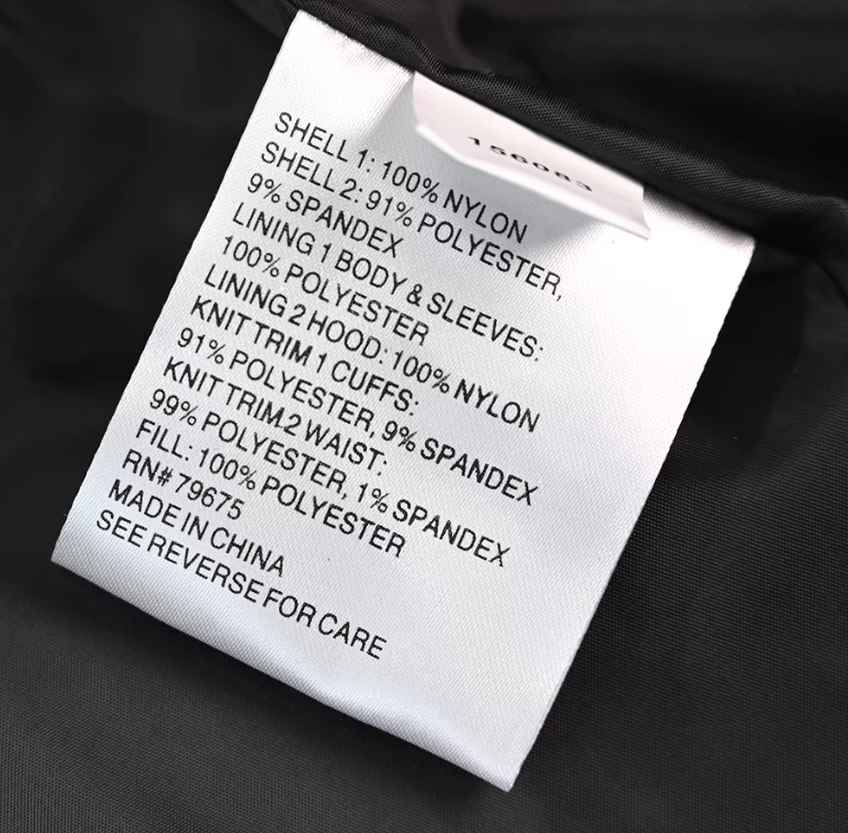 156083
SHELL 1: 100% NYLON
SHELL 2: 91% POLYESTER,
9% SPANDEX
LINING 1 BODY & SLEEVES:
100% POLYESTER
LINING 2 HOOD: 100% NYLON
KNIT TRIM 1 CUFFS:
91% POLYESTER, 9% SPANDEX
KNIT TRIM.2 WAIST:
99% POLYESTER, 1% SPANDEX
FILL: 100% POLYESTER
RN# 79675
MADE IN CHINA
SEE REVERSE FOR CARE